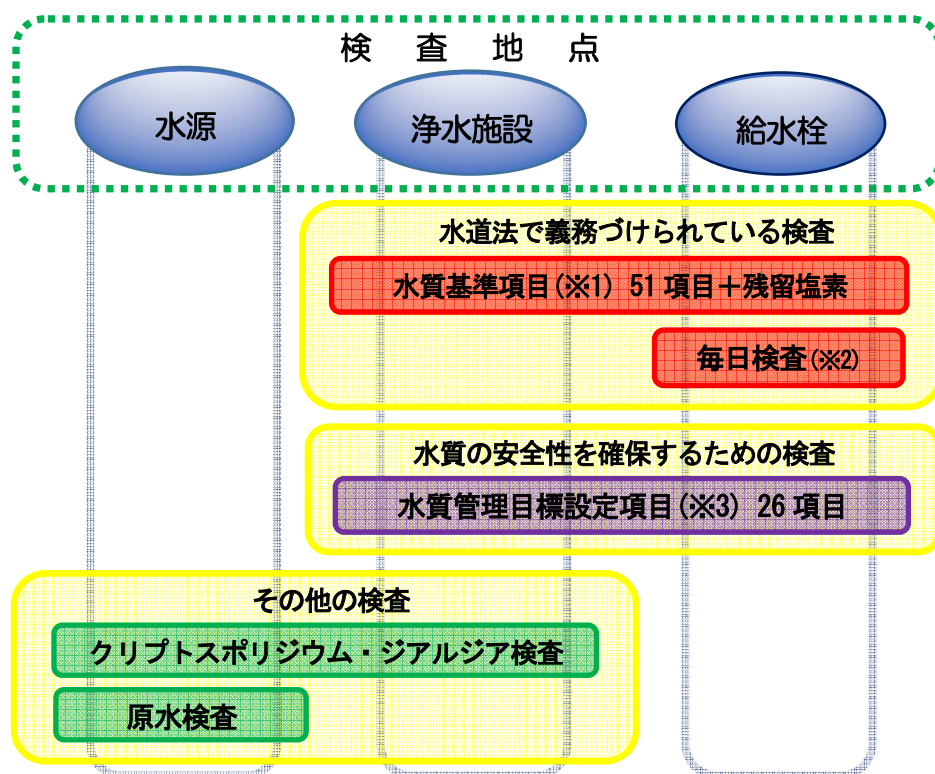 検査地点
水源 浄水施設 給水栓
水道法で義務づけられている検査
水質基準項目(※1) 51項目+残留塩素
毎日検査(※2)
水質の安全性を確保するための検査
水質管理目標設定項目(※3) 26項目
その他の検査
クリプトスポリジウム・ジアルジア検査
原水検査